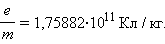 e/m = 1,75882·10¹¹ Кл / кг.